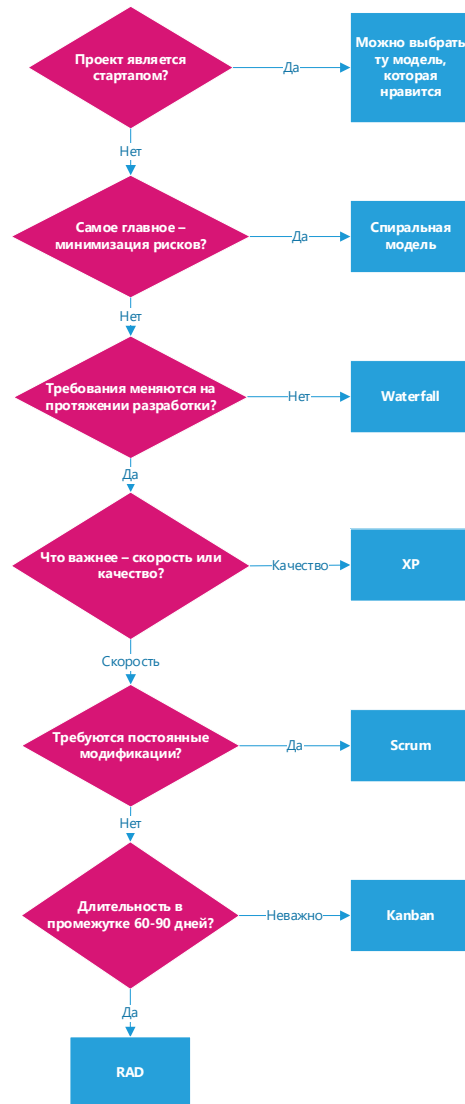 Проект является
стартапом?
Да
Можно выбрать
ту модель,
которая
нравится
Нет
Самое главное –
минимизация рисков?
Да
Спиральная
модель
Нет
Требования меняются на
протяжении разработки?
Нет
Waterfall
Да
Что важнее – скорость или
качество?
Качество
XP
Скорость
Требуются постоянные
модификации?
Да
Scrum
Нет
Длительность в
промежутке 60-90 дней?
Неважно
Kanban
Да
RAD